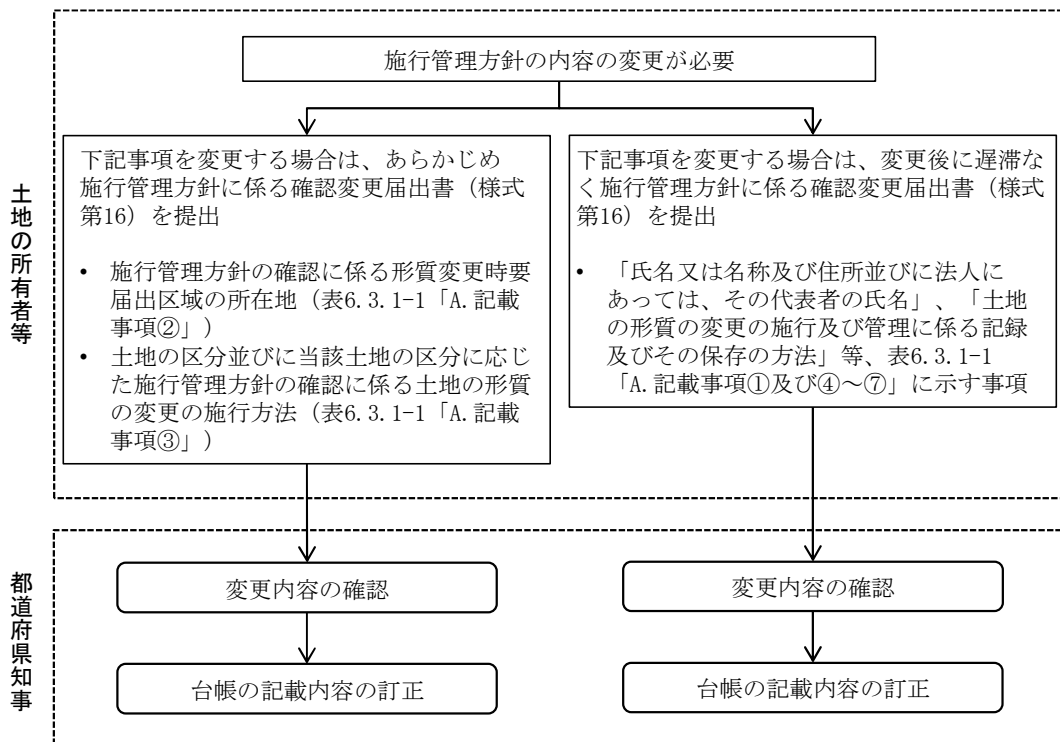 施行管理方針の内容の変更が必要
土地の所有者等
下記事項を変更する場合は、あらかじめ
施行管理方針に係る確認変更届出書（様式
第16）を提出
• 施行管理方針の確認に係る形質変更時要
届出区域の所在地（表6.3.1-1「A.記載
事項②」）
• 土地の区分並びに当該土地の区分に応じ
た施行管理方針の確認に係る土地の形質
の変更の施行方法（表6.3.1-1「A.記載
事項③」）
下記事項を変更する場合は、変更後に遅滞な
く施行管理方針に係る確認変更届出書（様式
第16）を提出
• 「氏名又は名称及び住所並びに法人に
あっては、その代表者の氏名」、「土地
の形質の変更の施行及び管理に係る記録
及びその保存の方法」等、表6.3.1-1
「A.記載事項①及び④～⑦」に示す事項
都道府県知事
変更内容の確認
台帳の記載内容の訂正
変更内容の確認
台帳の記載内容の訂正